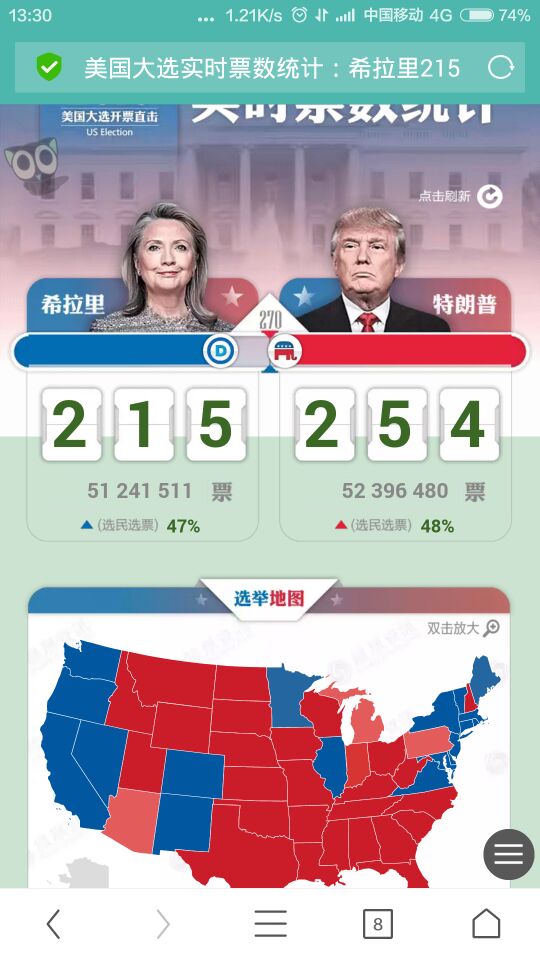 13:30 ... 1.21K/s 中国移动 4G 74%
美国大选实时票数统计：希拉里215
美国大选开票直击
US Election
实时票数统计
点击刷新
希拉里
特朗普
270
D
2 1 5
2 5 4
51 241 511 票
52 396 480 票
(选民选票) 47%
(选民选票) 48%
选举地图
双击放大
8